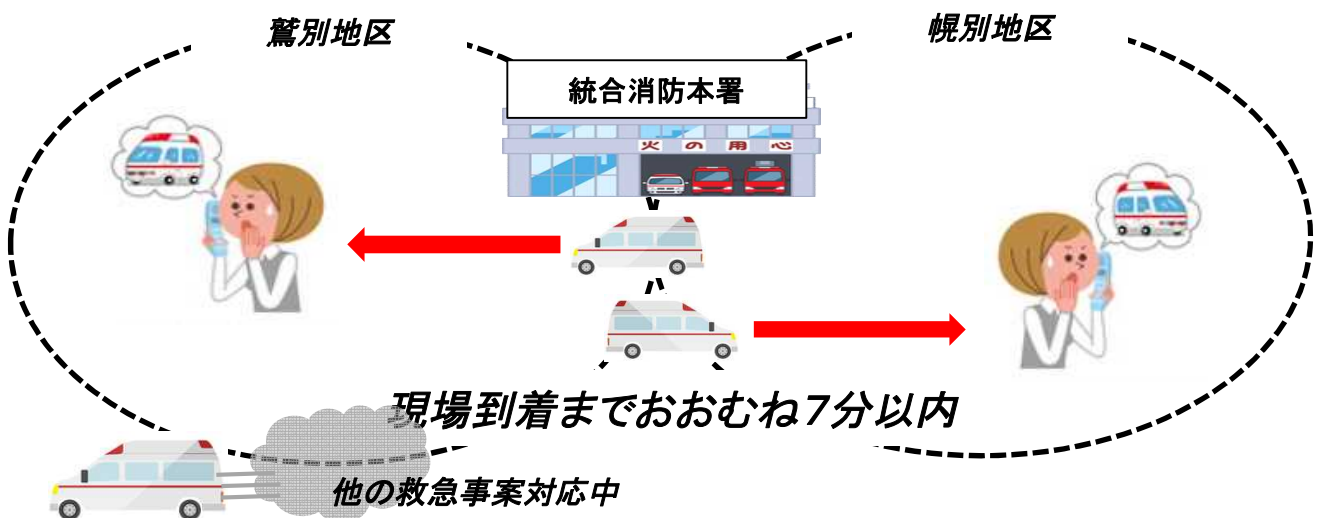 鷲別地区
幌別地区
統合消防本署
火の用心
現場到着までおおむね7分以内
他の救急事案対応中